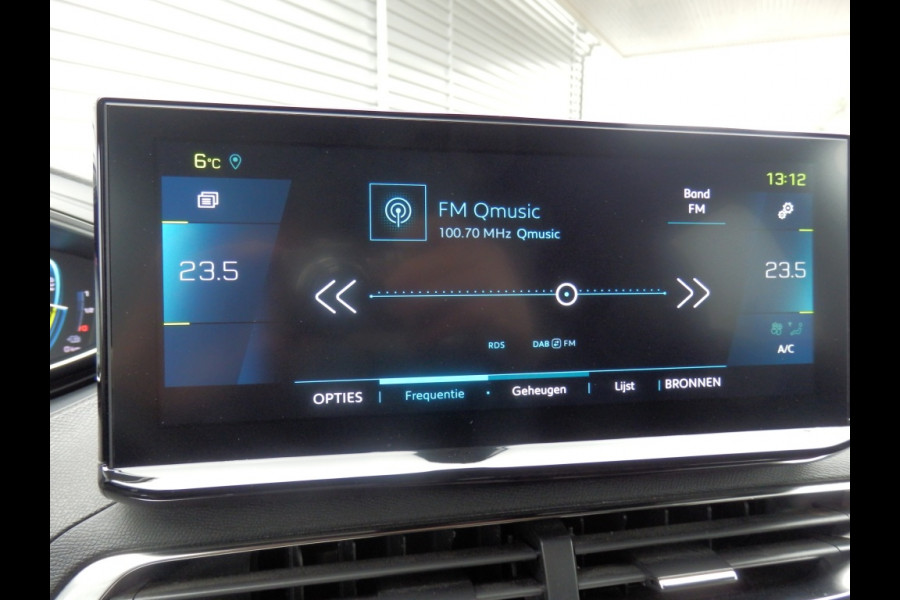 6°C
13:12
FM Qmusic
100.70 MHz Qmusic
Band
FM
23.5
23.5
RDS
DAB FM
A/C
OPTIES
Frequentie
Geheugen
Lijst
BRONNEN